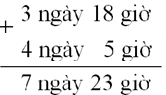 3 ngày 18 giờ
+
4 ngày 5 giờ
7 ngày 23 giờ